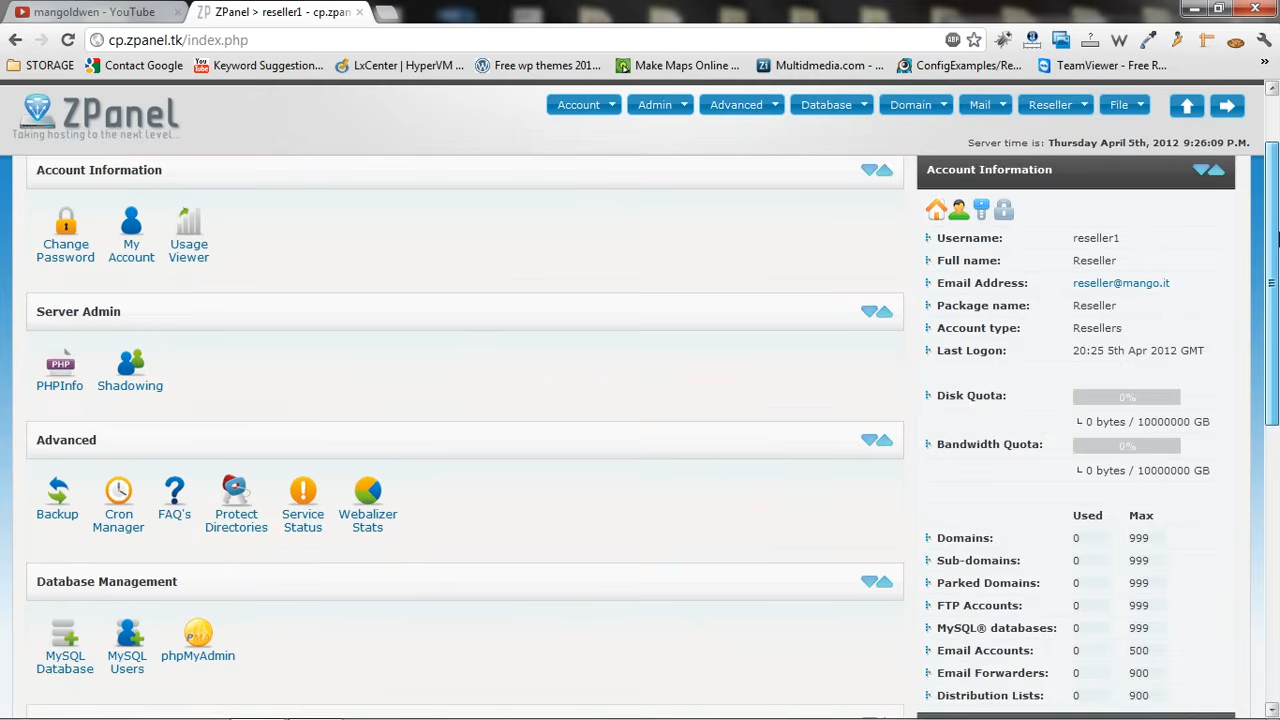 mangoldwen - YouTube
ZPanel > reseller1 - cp.zpan
cp.zpanel.tk/index.php
ABP
STORAGE
Contact Google
Keyword Suggestion...
LxCenter | HyperVM ...
Free wp themes 201...
Make Maps Online ...
Multidmedia.com - ...
ConfigExamples/Re...
TeamViewer - Free R...
»
ZPanel
Taking hosting to the next level...
Account
Admin
Advanced
Database
Domain
Mail
Reseller
File
Server time is: Thursday April 5th, 2012 9:26:09 P.M.
Account Information
Change Password
My Account
Usage Viewer
Server Admin
PHP
PHPInfo
Shadowing
Advanced
Backup
Cron Manager
FAQ's
Protect Directories
Service Status
Webalizer Stats
Database Management
MySQL Database
MySQL Users
PMA
phpMyAdmin
Account Information
Username: reseller1
Full name: Reseller
Email Address: reseller@mango.it
Package name: Reseller
Account type: Resellers
Last Logon: 20:25 5th Apr 2012 GMT
Disk Quota: 0%
0 bytes / 10000000 GB
Bandwidth Quota: 0%
0 bytes / 10000000 GB
Used Max
Domains: 0 999
Sub-domains: 0 999
Parked Domains: 0 999
FTP Accounts: 0 999
MySQL® databases: 0 999
Email Accounts: 0 500
Email Forwarders: 0 900
Distribution Lists: 0 900